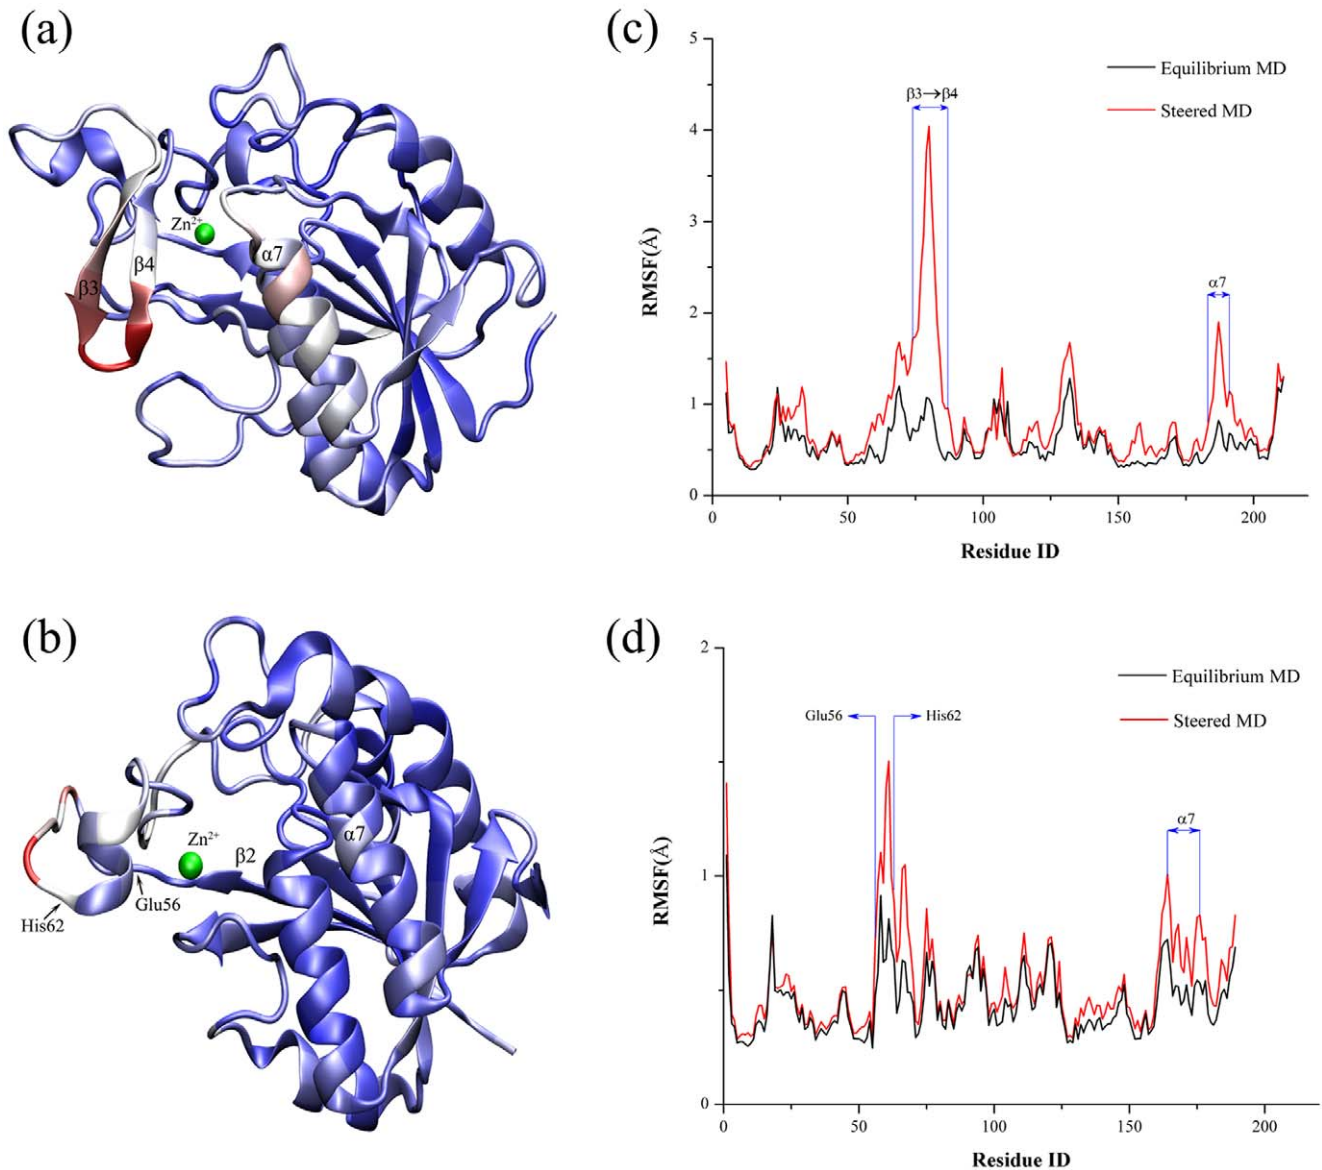 (a)
Zn²⁺
α7
β4
β3
(c)
5
4
3
2
1
0
RMSF(Å)
β3→β4
α7
Equilibrium MD
Steered MD
0
50
100
150
200
Residue ID
(b)
α7
Zn²⁺
β2
Glu56
His62
(d)
2
1
0
RMSF(Å)
Glu56
His62
α7
Equilibrium MD
Steered MD
0
50
100
150
200
Residue ID